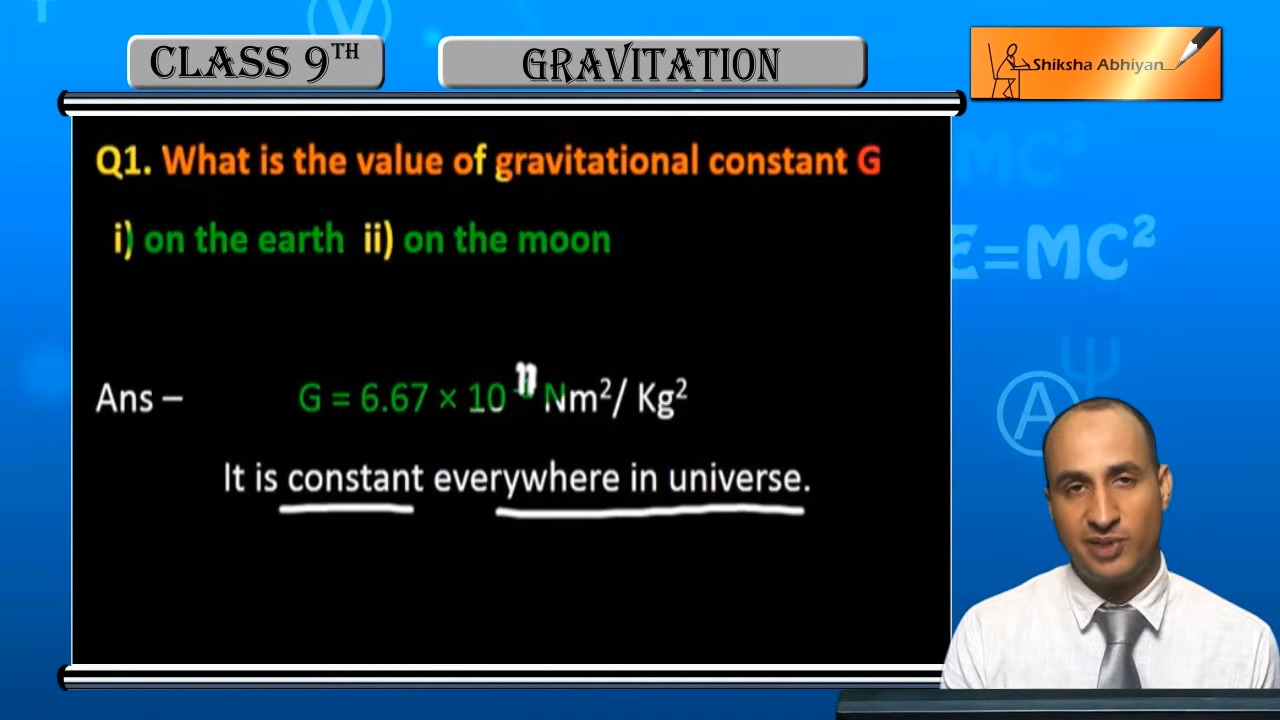 CLASS 9TH
GRAVITATION
Shiksha Abhiyan
Q1. What is the value of gravitational constant G
i) on the earth ii) on the moon
MC²
E=MC²
Ans – G = 6.67 × 10 Nm²/ Kg²
It is constant everywhere in universe.
V
T
A
Ψ